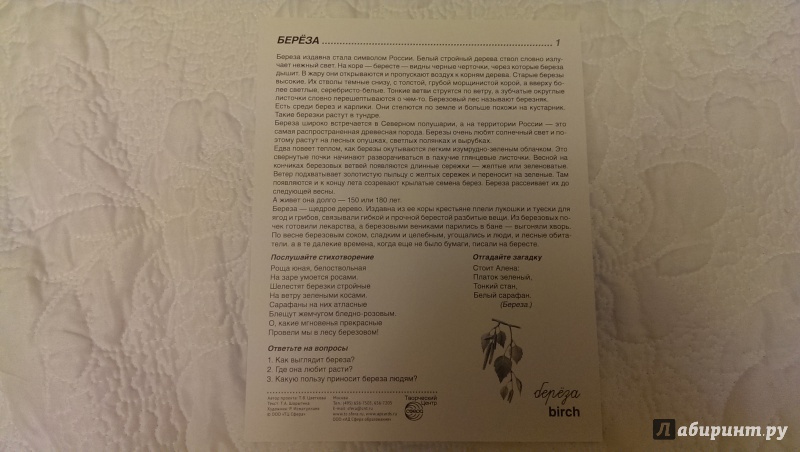 БЕРЁЗА ........................................ 1
Береза издавна стала символом России. Белый стройный дерева ствол словно излу-
чает нежный свет. На коре — бересте — видны черные черточки, через которые береза
дышит. В жару они открываются и пропускают воздух к корням дерева. Старые березы
высокие. Их стволы темные снизу, с толстой, грубой морщинистой корой, а вверху бо-
лее светлые, серебристо-белые. Тонкие ветви струятся по ветру, а зубчатые округлые
листочки словно перешептываются о чем-то. Березовый лес называют березняк.
Есть среди берез и карлики. Они стелются по земле и больше похожи на кустарник.
Такие березки растут в тундре.
Береза широко встречается в Северном полушарии, а на территории России — это
самая распространенная древесная порода. Березы очень любят солнечный свет и по-
этому растут на лесных опушках, светлых полянках и вырубках.
Едва повеет теплом, как березы окутываются легким изумрудно-зеленым облачком. Это
свернутые почки начинают разворачиваться в пахучие глянцевые листочки. Весной на
кончиках березовых ветвей появляются длинные сережки — желтые или зеленоватые.
Ветер подхватывает золотистую пыльцу с желтых сережек и переносит на зеленые. Там
появляются и к концу лета созревают крылатые семена берез. Береза рассеивает их до
следующей весны.
А живет она долго — 150 или 180 лет.
Береза — щедрое дерево. Издавна из ее коры крестьяне плели лукошки и туески для
ягод и грибов, связывали гибкой и прочной берестой разбитые вещи. Из березовых по-
чек готовили лекарства, а березовыми вениками парились в бане — выгоняли хворь.
По весне березовым соком, сладким и целебным, угощались и люди, и лесные обита-
тели, а в те далекие времена, когда еще не было бумаги, писали на бересте.
Послушайте стихотворение
Роща юная, белоствольная
На заре умоется росами.
Шелестят березки стройные
На ветру зелеными косами.
Сарафаны на них атласные
Блещут жемчугом бледно-розовым.
О, какие мгновенья прекрасные
Провели мы в лесу березовом!
Отгадайте загадку
Стоит Алена:
Платок зеленый,
Тонкий стан,
Белый сарафан.
(Береза.)
Ответьте на вопросы
1. Как выглядит береза?
2. Где она любит расти?
3. Какую пользу приносит береза людям?
берёза
birch
Творческий
Центр
СФЕРА
Москва
Лабиринт.ру